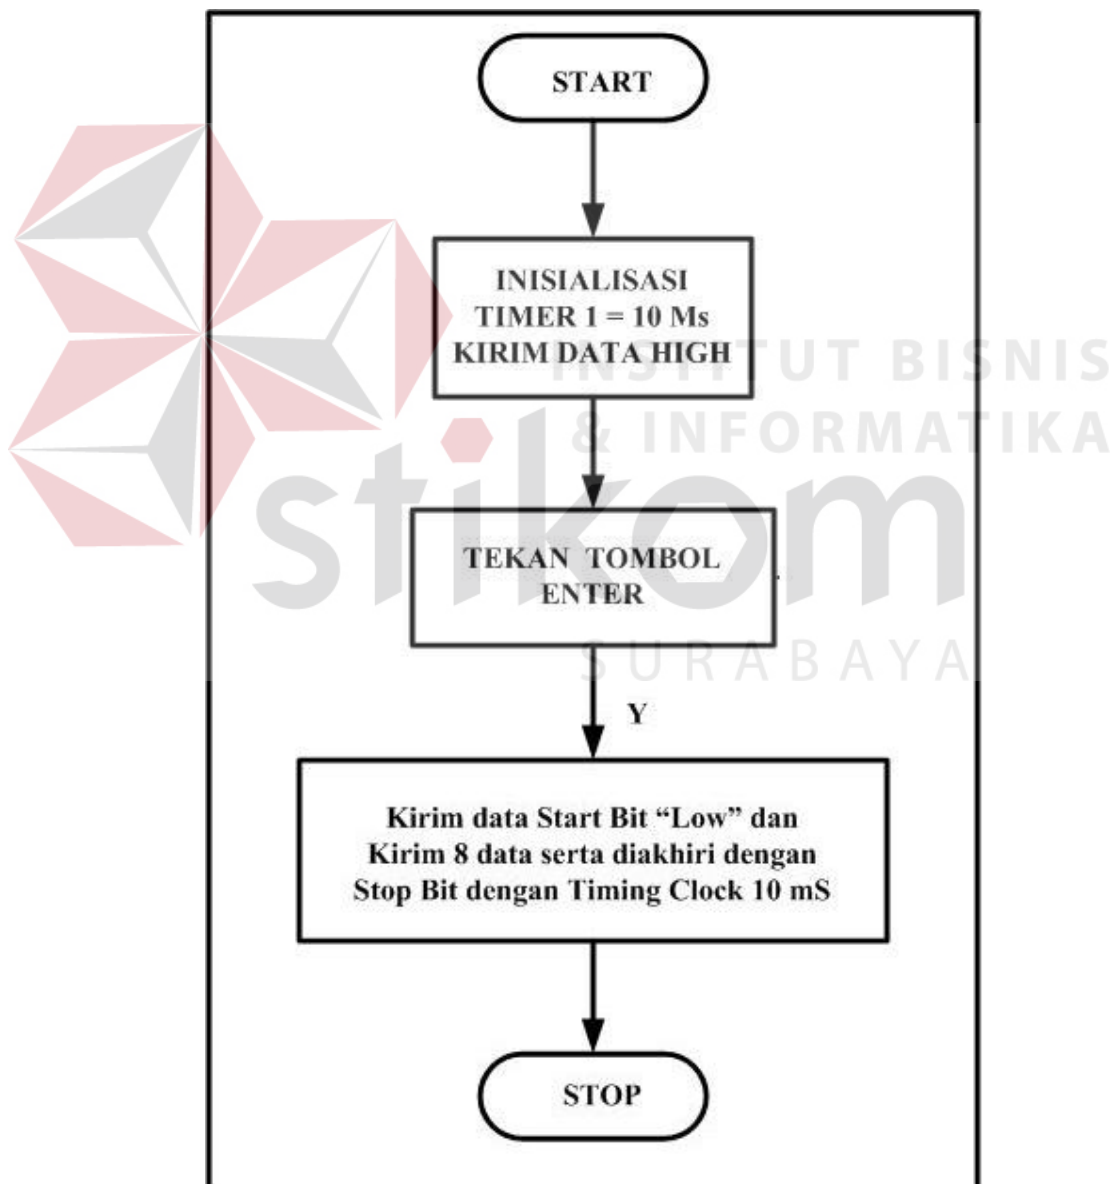 START
INISIALISASI
TIMER 1 = 10 Ms
KIRIM DATA HIGH
INSTITUT BISNIS
& INFORMATIKA
stikom
SURABAYA
TEKAN TOMBOL
ENTER
Y
Kirim data Start Bit “Low” dan
Kirim 8 data serta diakhiri dengan
Stop Bit dengan Timing Clock 10 mS
STOP